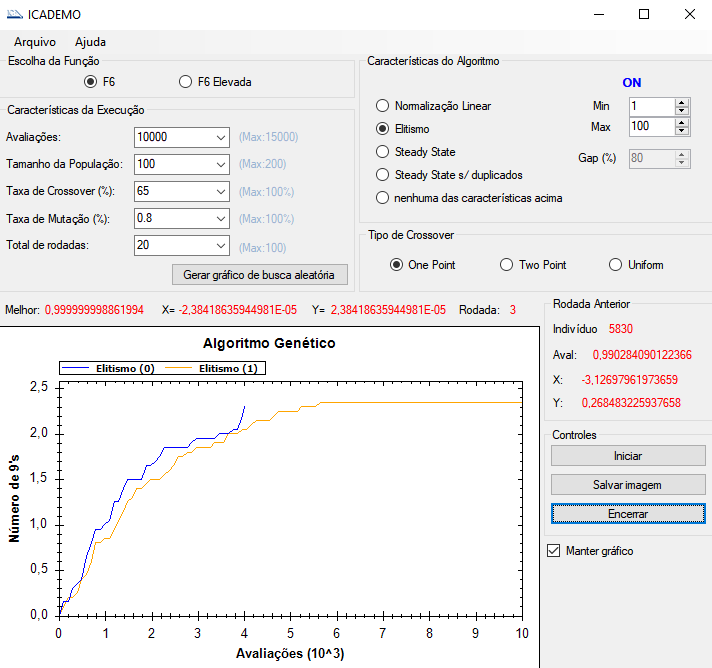 ICADEMO
Arquivo Ajuda
Escolha da Função
F6 F6 Elevada
Características da Execução
Avaliações: 10000 (Max:15000)
Tamanho da População: 100 (Max:200)
Taxa de Crossover (%): 65 (Max:100%)
Taxa de Mutação (%): 0.8 (Max:100%)
Total de rodadas: 20 (Max:100)
Gerar gráfico de busca aleatória
Características do Algoritmo
ON
Normalização Linear Min 1
Elitismo Max 100
Steady State Gap (%) 80
Steady State s/ duplicados
nenhuma das características acima
Tipo de Crossover
One Point Two Point Uniform
Melhor: 0,999999998861994 X= -2,38418635944981E-05 Y= 2,38418635944981E-05 Rodada: 3
Algoritmo Genético
Elitismo (0) Elitismo (1)
Número de 9's
2,5
2,0
1,5
1,0
0,5
0,0
0 1 2 3 4 5 6 7 8 9 10
Avaliações (10^3)
Rodada Anterior
Indivíduo 5830
Aval: 0,990284090122366
X: -3,12697961973659
Y: 0,268483225937658
Controles
Iniciar
Salvar imagem
Encerrar
Manter gráfico